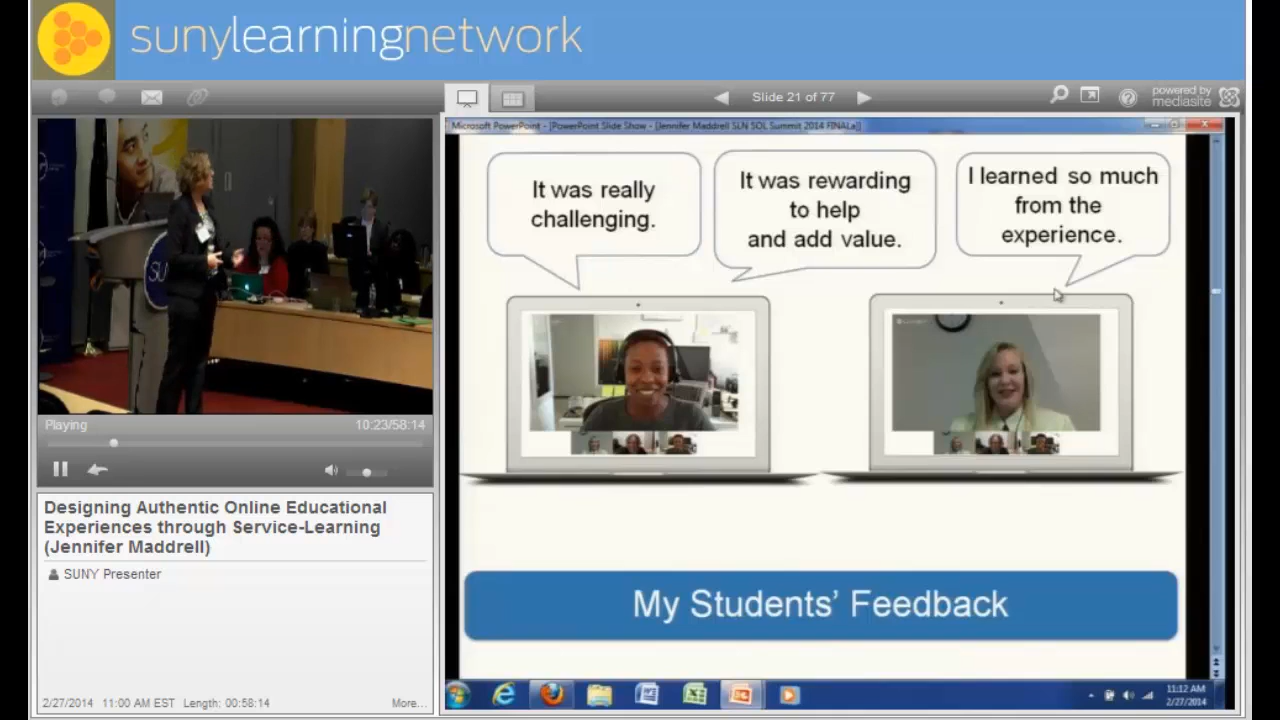 sunylearningnetwork
Slide 21 of 77
powered by
mediasite
Microsoft PowerPoint - [PowerPoint Slide Show - [Jennifer Maddrell SLN SOL Summit 2014 FINALa]]
It was really
challenging.
It was rewarding
to help
and add value.
I learned so much
from the
experience.
My Students' Feedback
SU
Playing
10:23/58:14
Designing Authentic Online Educational
Experiences through Service-Learning
(Jennifer Maddrell)
SUNY Presenter
2/27/2014 11:00 AM EST Length: 00:58:14
More...
11:12 AM
2/27/2014